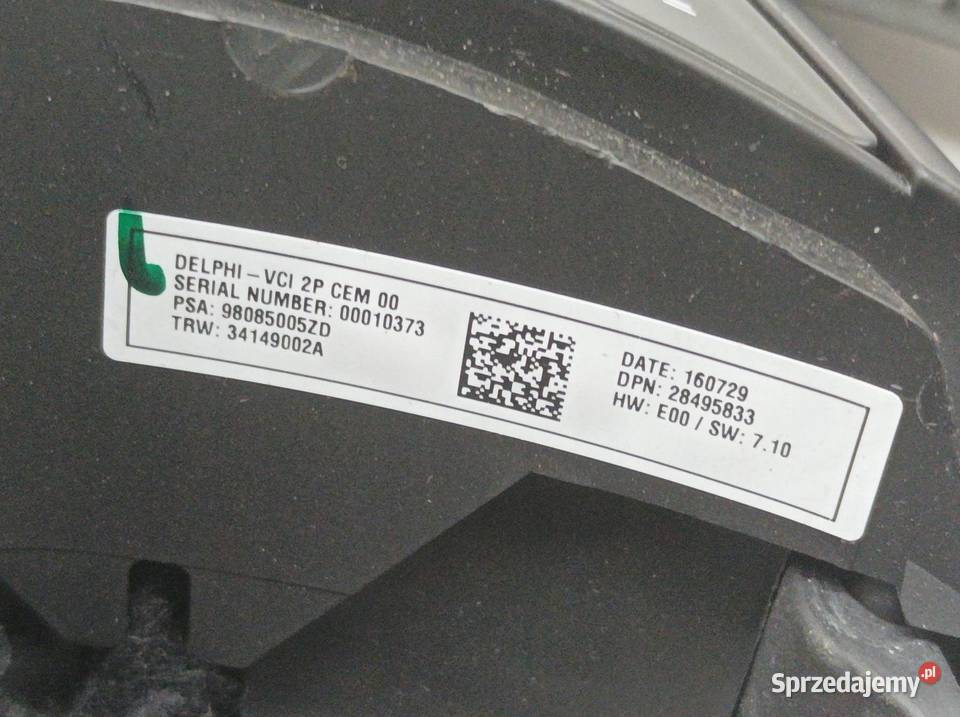 DELPHI – VCI 2P CEM 00
SERIAL NUMBER: 00010373
PSA: 98085005ZD
TRW: 34149002A
DATE: 160729
DPN: 28495833
HW: E00 / SW: 7.10
Sprzedajemy.pl